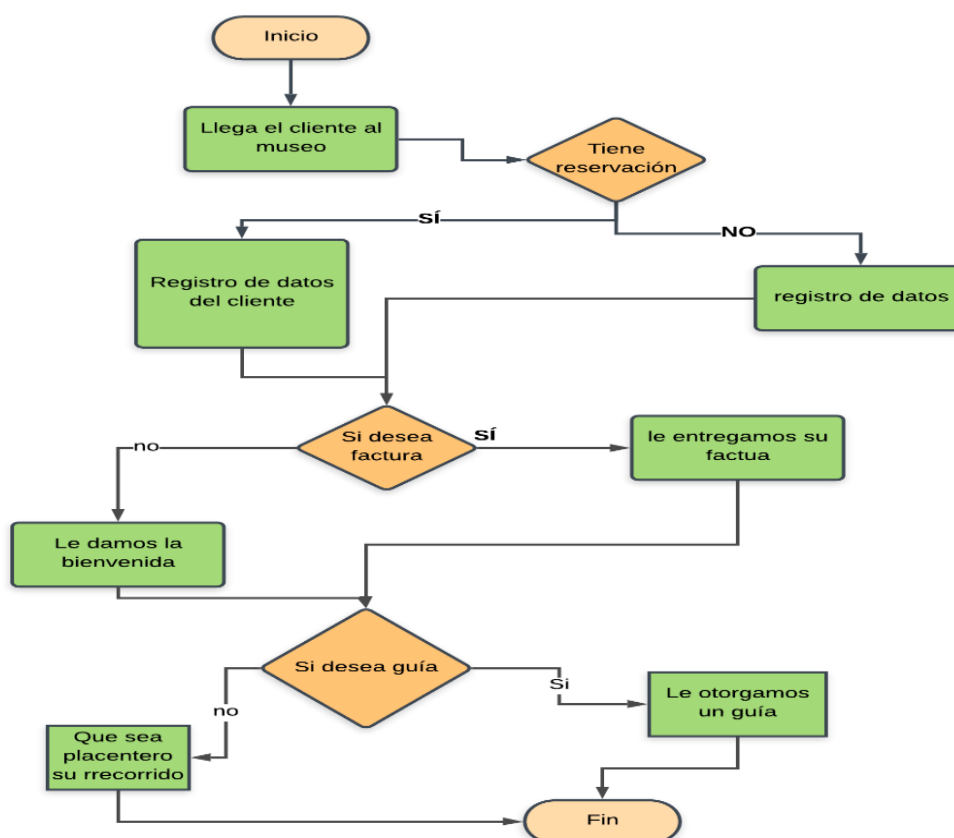 Inicio
Llega el cliente al
museo
Tiene
reservación
SÍ
NO
Registro de datos
del cliente
registro de datos
Si desea
factura
SÍ
no
le entregamos su
factua
Le damos la
bienvenida
Si desea guía
Si
no
Le otorgamos
un guía
Que sea
placentero
su rrecorrido
Fin